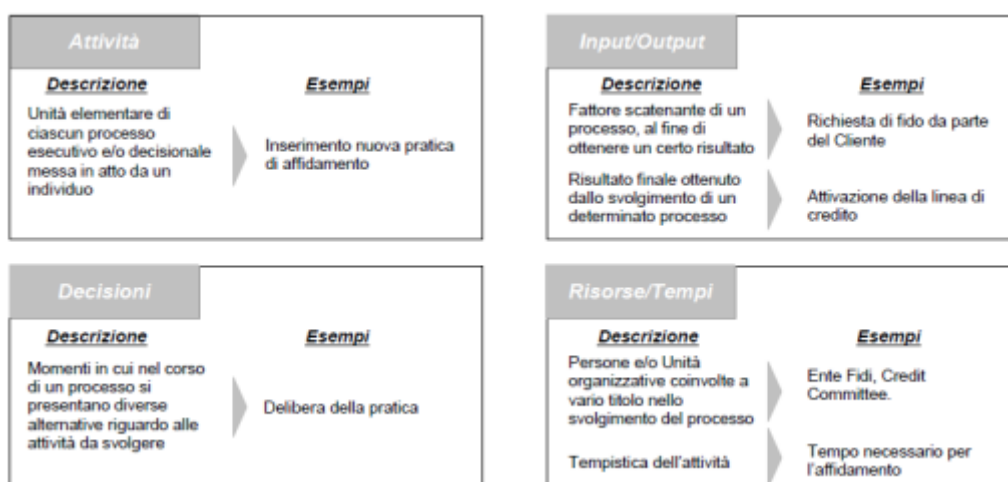 Attività
Descrizione
Esempi
Unità elementare di
ciascun processo
esecutivo e/o decisionale
messa in atto da un
individuo
Inserimento nuova pratica
di affidamento
Input/Output
Descrizione
Esempi
Fattore scatenante di un
processo, al fine di
ottenere un certo risultato
Richiesta di fido da parte
del Cliente
Risultato finale ottenuto
dallo svolgimento di un
determinato processo
Attivazione della linea di
credito
Decisioni
Descrizione
Esempi
Momenti in cui nel corso
di un processo si
presentano diverse
alternative riguardo alle
attività da svolgere
Delibera della pratica
Risorse/Tempi
Descrizione
Esempi
Persone e/o Unità
organizzative coinvolte a
vario titolo nello
svolgimento del processo
Ente Fidi, Credit
Committee.
Tempistica dell'attività
Tempo necessario per
l'affidamento